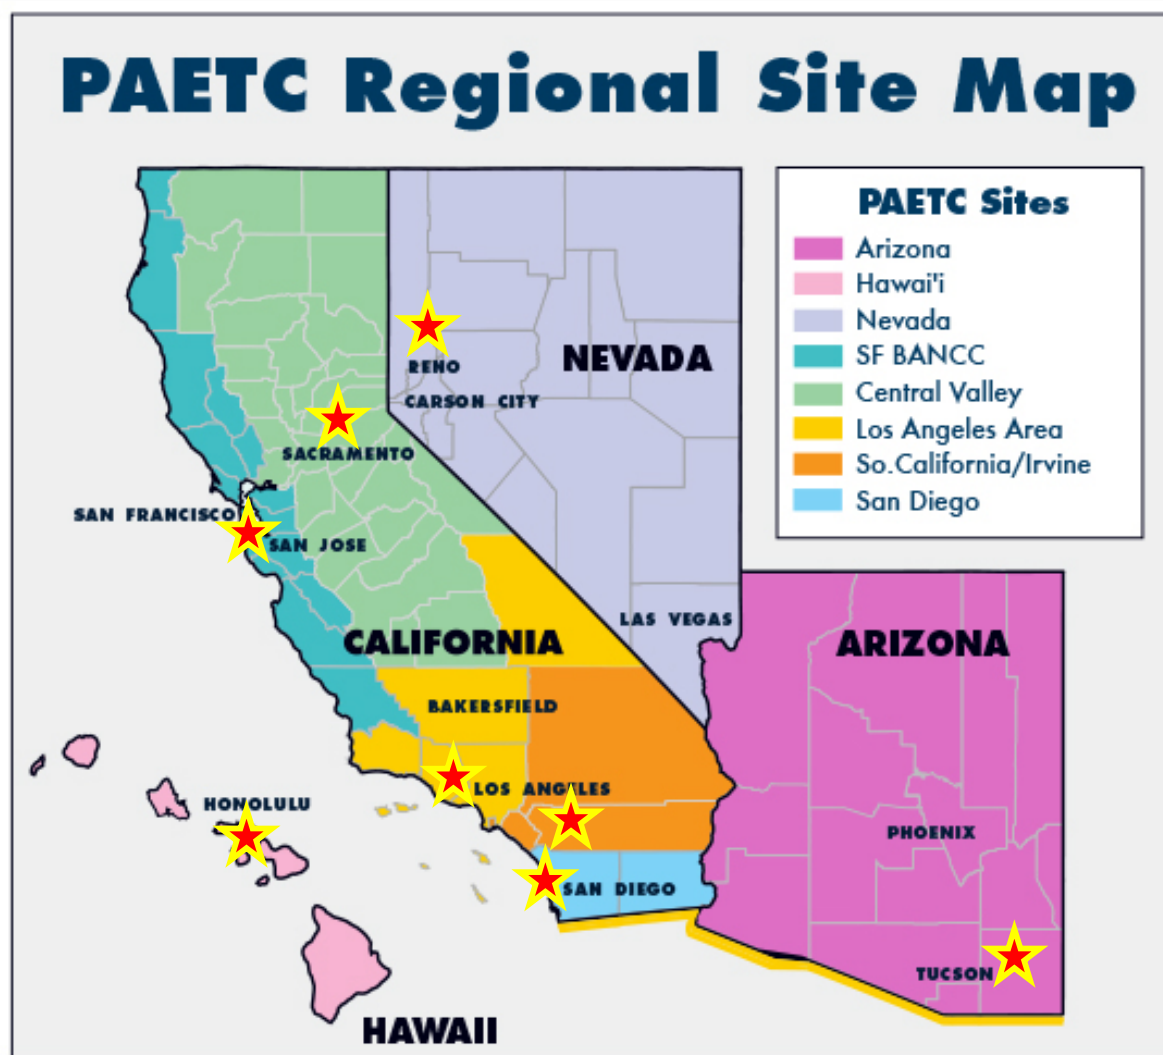 PAETC Regional Site Map
PAETC Sites
Arizona
Hawai'i
Nevada
SF BANCC
Central Valley
Los Angeles Area
So.California/Irvine
San Diego
NEVADA
RENO
CARSON CITY
SACRAMENTO
SAN FRANCISCO
SAN JOSE
LAS VEGAS
CALIFORNIA
ARIZONA
BAKERSFIELD
LOS ANGELES
HONOLULU
PHOENIX
SAN DIEGO
TUCSON
HAWAII